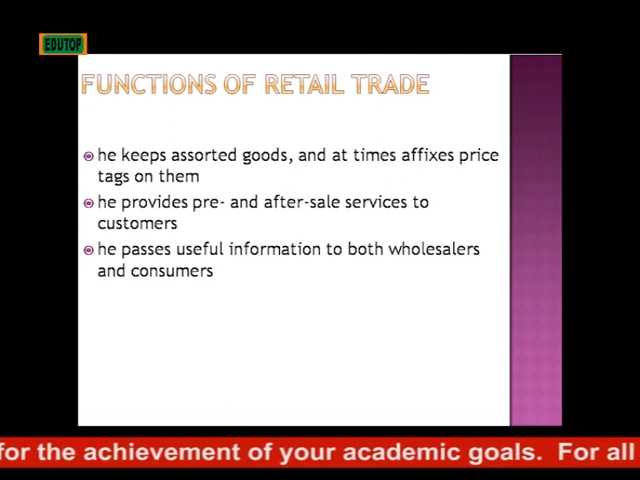 EDUTOP
FUNCTIONS OF RETAIL TRADE
he keeps assorted goods, and at times affixes price
tags on them
he provides pre- and after-sale services to
customers
he passes useful information to both wholesalers
and consumers
for the achievement of your academic goals.  For all